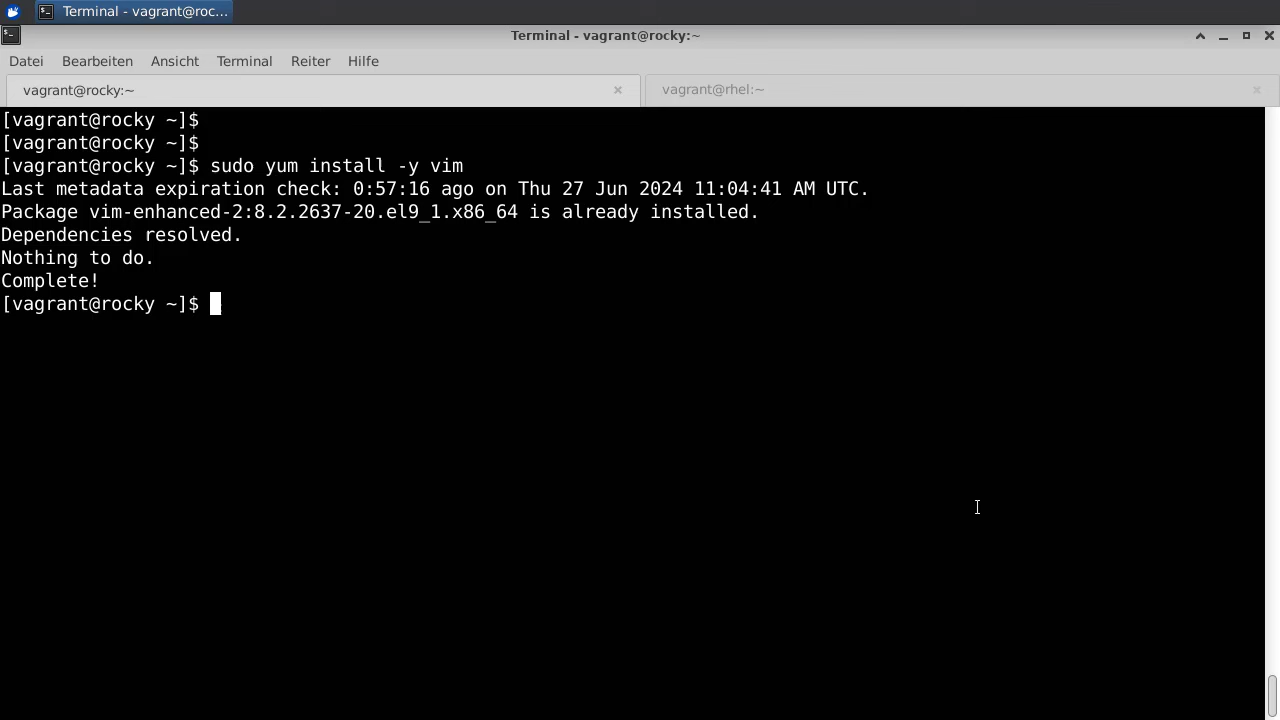 Terminal - vagrant@roc...
Terminal - vagrant@rocky:~
Datei Bearbeiten Ansicht Terminal Reiter Hilfe
vagrant@rocky:~ vagrant@rhel:~
[vagrant@rocky ~]$
[vagrant@rocky ~]$
[vagrant@rocky ~]$ sudo yum install -y vim
Last metadata expiration check: 0:57:16 ago on Thu 27 Jun 2024 11:04:41 AM UTC.
Package vim-enhanced-2:8.2.2637-20.el9_1.x86_64 is already installed.
Dependencies resolved.
Nothing to do.
Complete!
[vagrant@rocky ~]$